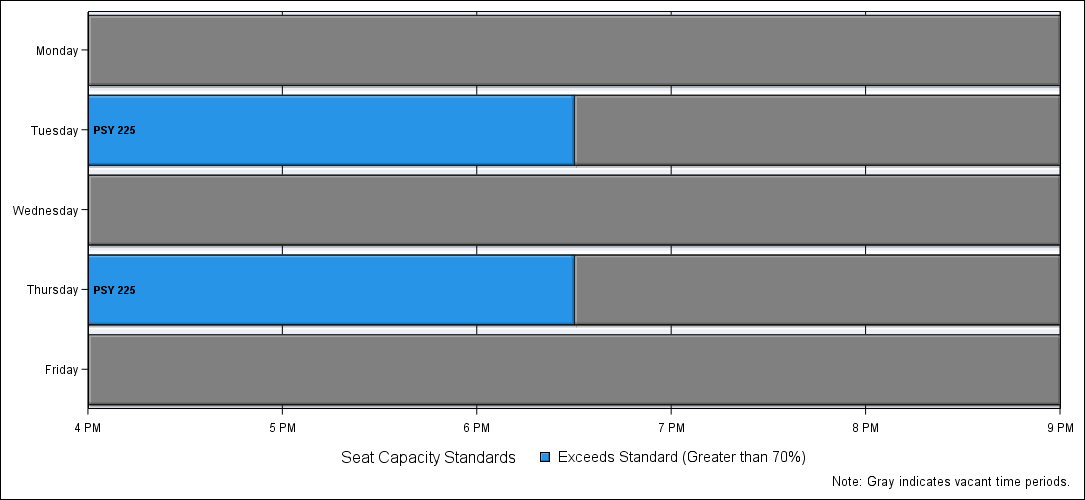 Monday
Tuesday
PSY 225
Wednesday
Thursday
PSY 225
Friday
4 PM 5 PM 6 PM 7 PM 8 PM 9 PM
Seat Capacity Standards Exceeds Standard (Greater than 70%)
Note: Gray indicates vacant time periods.